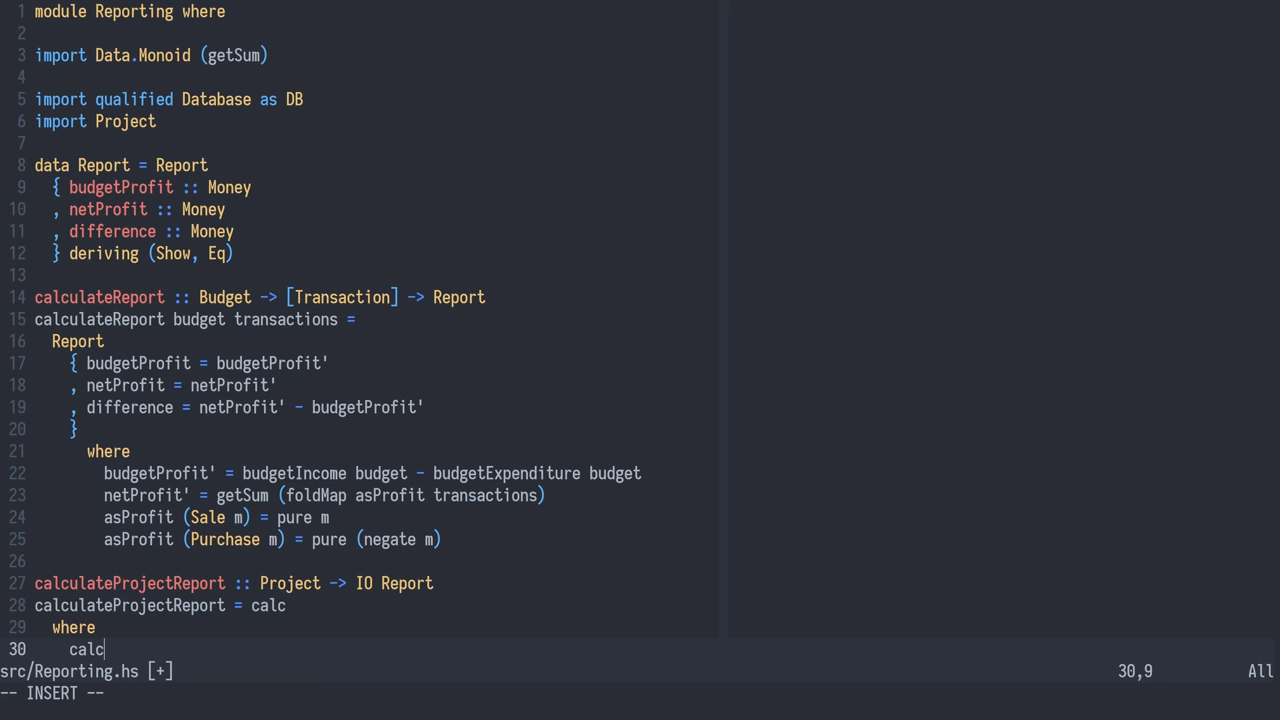 1 module Reporting where
2
3 import Data.Monoid (getSum)
4
5 import qualified Database as DB
6 import Project
7
8 data Report = Report
9   { budgetProfit :: Money
10   , netProfit :: Money
11   , difference :: Money
12   } deriving (Show, Eq)
13
14 calculateReport :: Budget -> [Transaction] -> Report
15 calculateReport budget transactions =
16   Report
17     { budgetProfit = budgetProfit'
18     , netProfit = netProfit'
19     , difference = netProfit' - budgetProfit'
20     }
21       where
22         budgetProfit' = budgetIncome budget - budgetExpenditure budget
23         netProfit' = getSum (foldMap asProfit transactions)
24         asProfit (Sale m) = pure m
25         asProfit (Purchase m) = pure (negate m)
26
27 calculateProjectReport :: Project -> IO Report
28 calculateProjectReport = calc
29   where
30     calc
src/Reporting.hs [+] 30,9 All
-- INSERT --